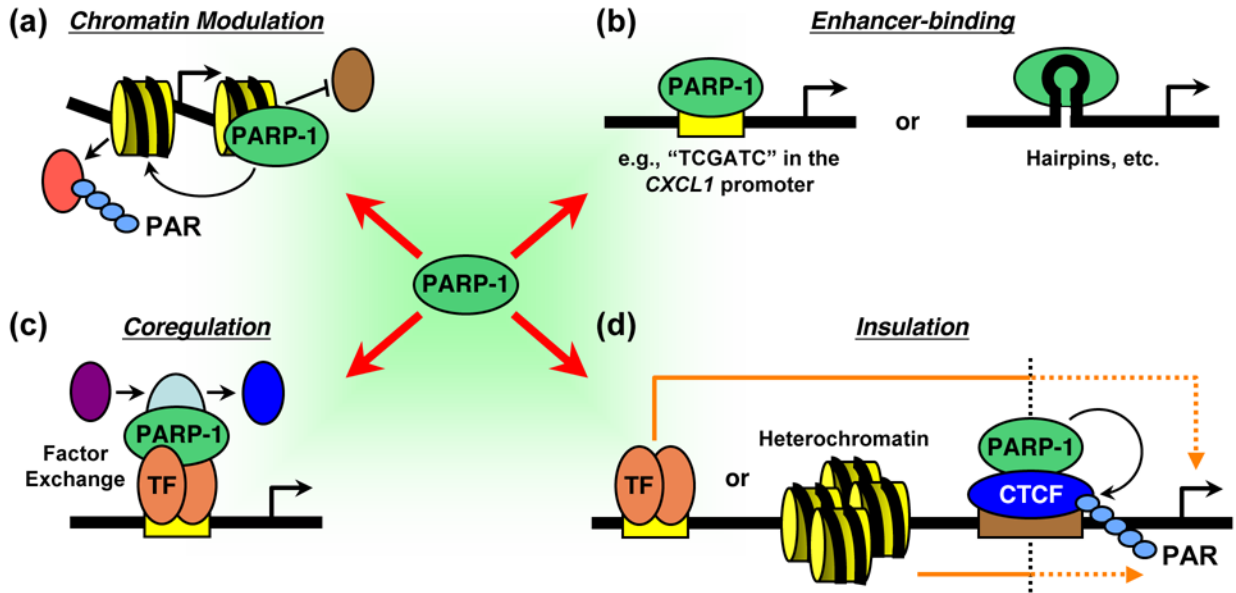 (a) Chromatin Modulation
PARP-1
PAR
(b) Enhancer-binding
PARP-1
or
e.g., “TCGATC” in the
CXCL1 promoter
Hairpins, etc.
PARP-1
(c) Coregulation
PARP-1
Factor
Exchange
TF
(d) Insulation
TF
or
Heterochromatin
PARP-1
CTCF
PAR